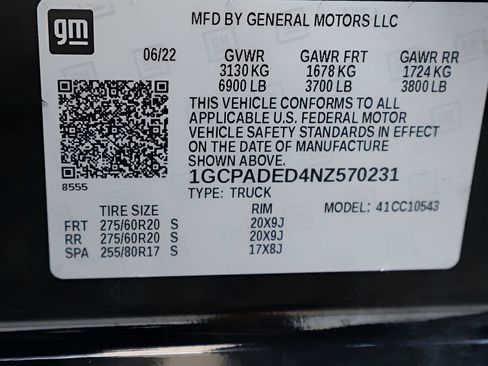 MFD BY GENERAL MOTORS LLC
gm
06/22 GVWR GAWR FRT GAWR RR
3130 KG 1678 KG 1724 KG
6900 LB 3700 LB 3800 LB
THIS VEHICLE CONFORMS TO ALL
APPLICABLE U.S. FEDERAL MOTOR
VEHICLE SAFETY STANDARDS IN EFFECT
ON THE DATE OF MANUFACTURE
SHOWN ABOVE.
8555
1GCPADED4NZ570231
TYPE: TRUCK
TIRE SIZE RIM MODEL: 41CC10543
FRT 275/60R20 S 20X9J
RR 275/60R20 S 20X9J
SPA 255/80R17 S 17X8J